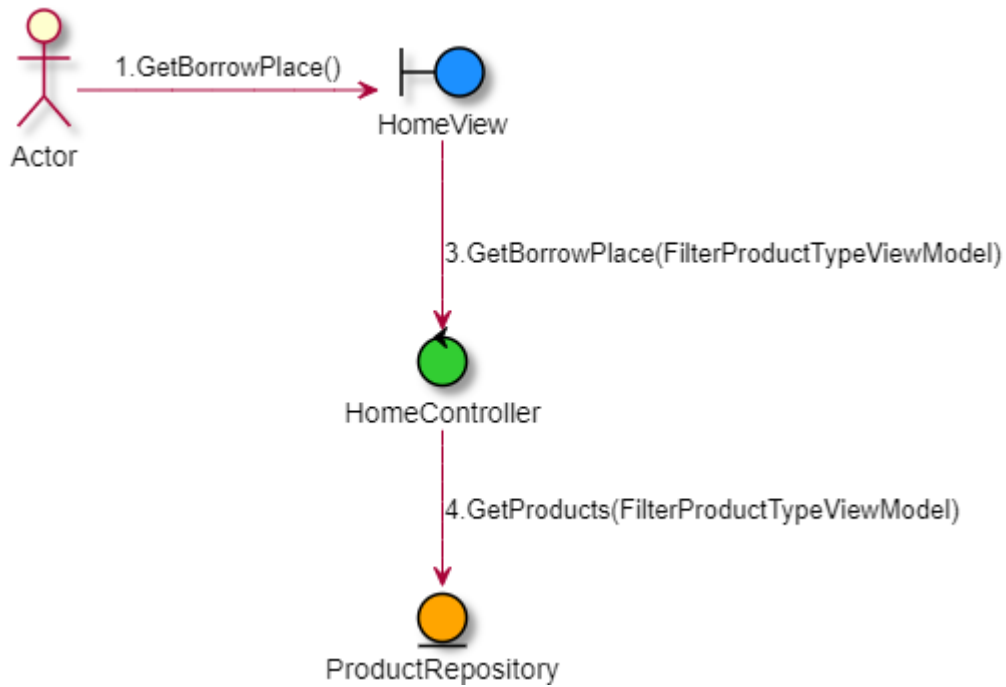 1.GetBorrowPlace()
Actor
HomeView
3.GetBorrowPlace(FilterProductTypeViewModel)
HomeController
4.GetProducts(FilterProductTypeViewModel)
ProductRepository